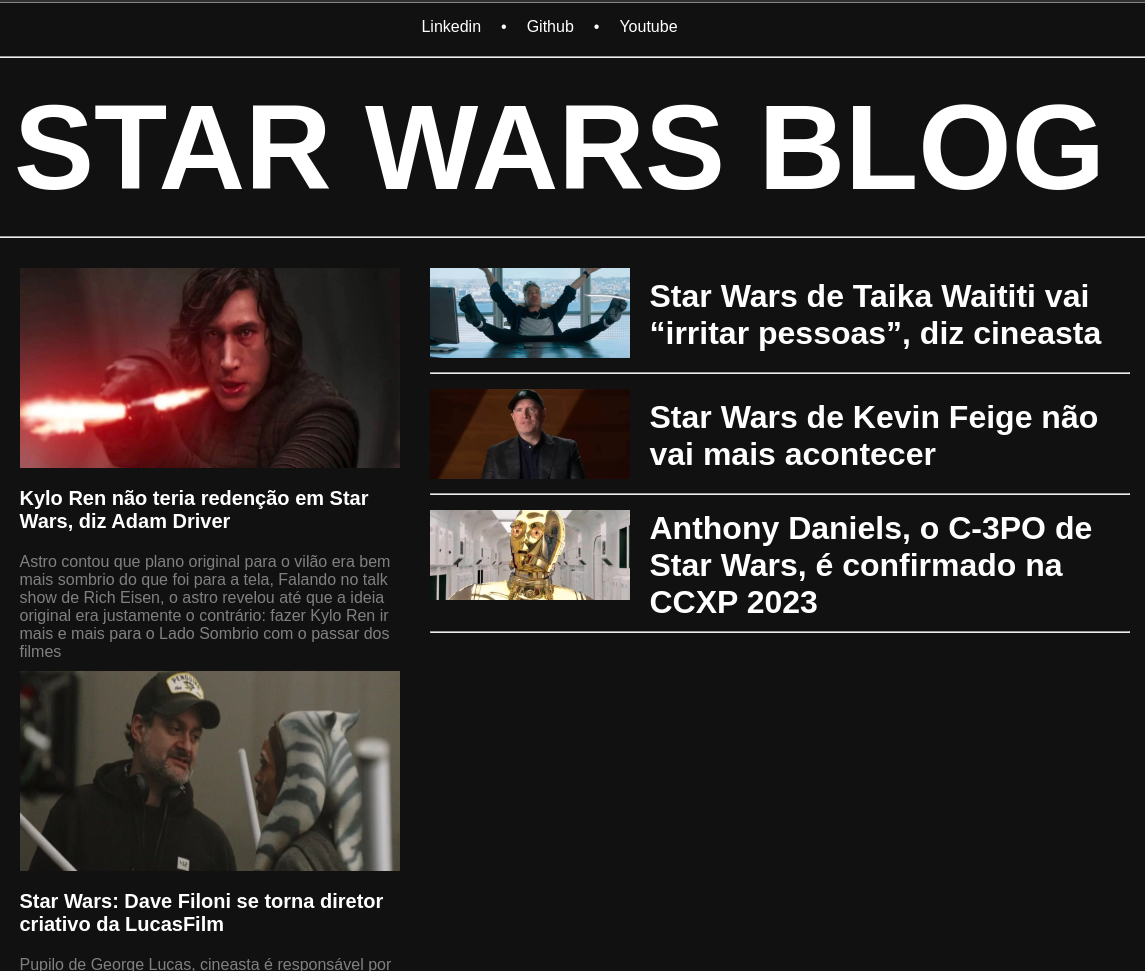 Linkedin • Github • Youtube
STAR WARS BLOG
Kylo Ren não teria redenção em Star
Wars, diz Adam Driver
Astro contou que plano original para o vilão era bem
mais sombrio do que foi para a tela, Falando no talk
show de Rich Eisen, o astro revelou até que a ideia
original era justamente o contrário: fazer Kylo Ren ir
mais e mais para o Lado Sombrio com o passar dos
filmes
Star Wars: Dave Filoni se torna diretor
criativo da LucasFilm
Pupilo de George Lucas, cineasta é responsável por
Star Wars de Taika Waititi vai
“irritar pessoas”, diz cineasta
Star Wars de Kevin Feige não
vai mais acontecer
Anthony Daniels, o C-3PO de
Star Wars, é confirmado na
CCXP 2023